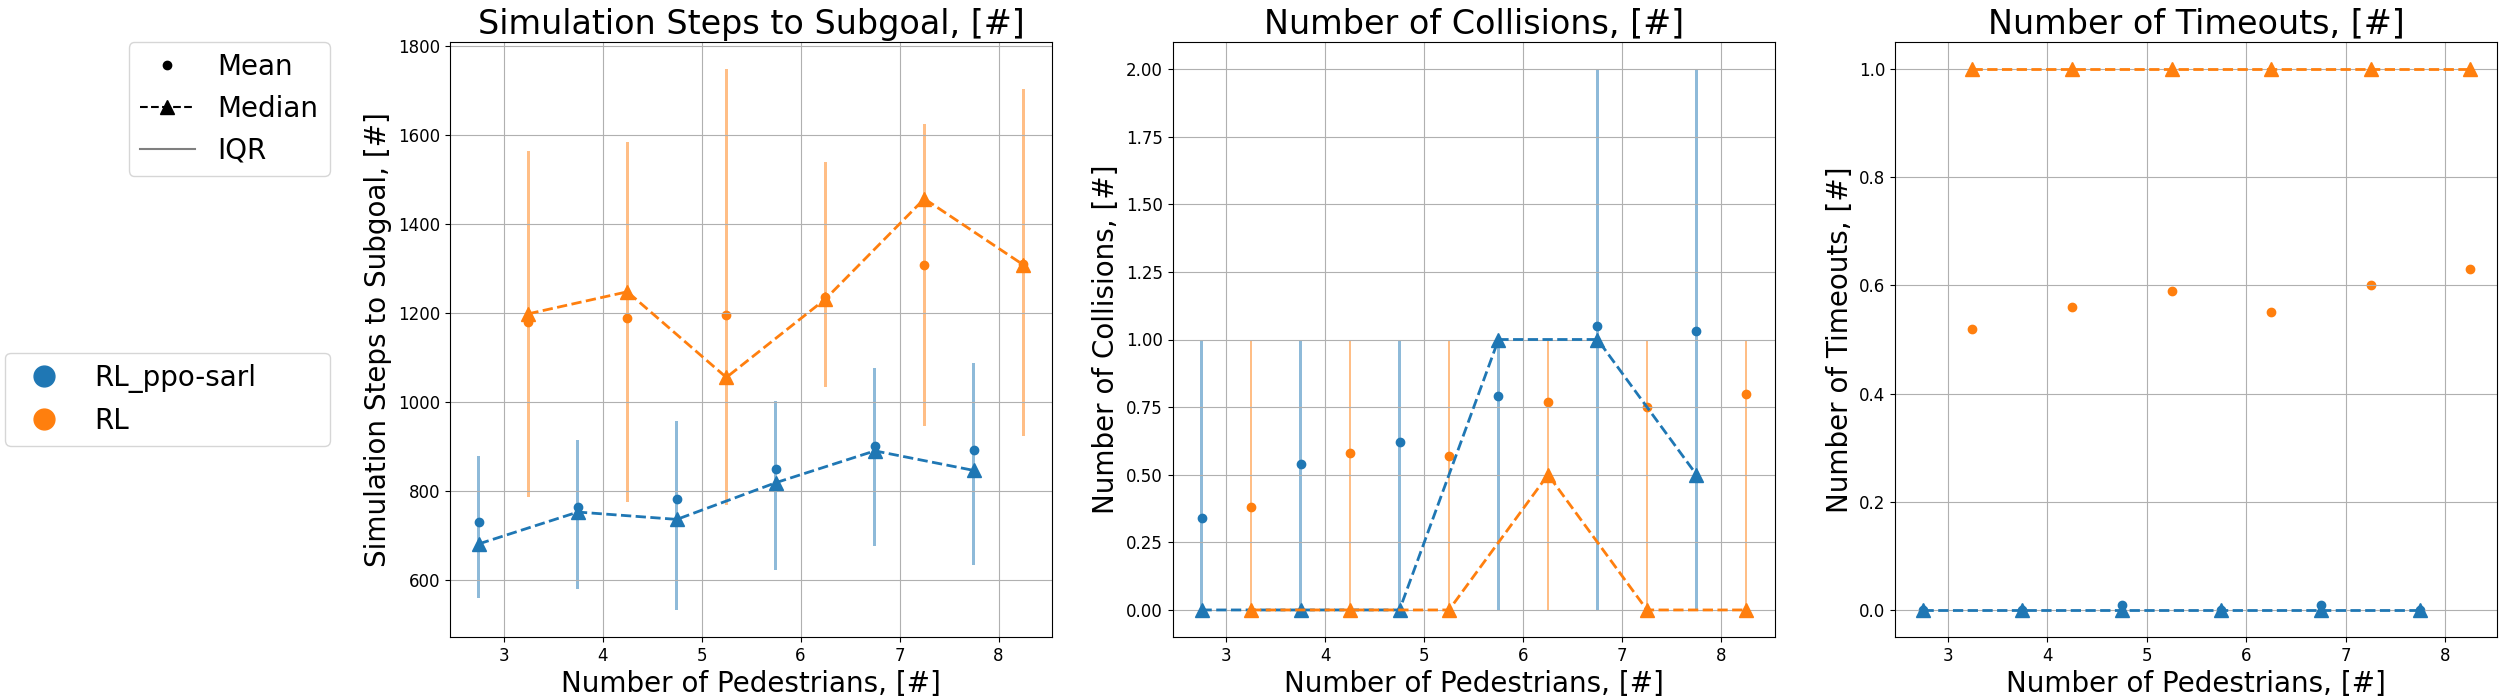 Mean
Median
IQR
RL_ppo-sarl
RL
Simulation Steps to Subgoal, [#]
Simulation Steps to Subgoal, [#]
1800
1600
1400
1200
1000
800
600
3 4 5 6 7 8
Number of Pedestrians, [#]
Number of Collisions, [#]
Number of Collisions, [#]
2.00
1.75
1.50
1.25
1.00
0.75
0.50
0.25
0.00
3 4 5 6 7 8
Number of Pedestrians, [#]
Number of Timeouts, [#]
Number of Timeouts, [#]
1.0
0.8
0.6
0.4
0.2
0.0
3 4 5 6 7 8
Number of Pedestrians, [#]